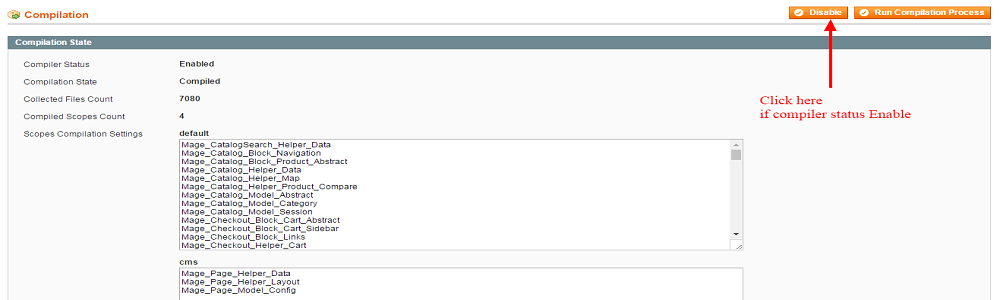 Compilation
Disable
Run Compilation Process
Compilation State
Compiler Status Enabled
Compilation State Compiled
Collected Files Count 7080
Compiled Scopes Count 4
Scopes Compilation Settings default
Mage_CatalogSearch_Helper_Data
Mage_Catalog_Block_Navigation
Mage_Catalog_Block_Product_Abstract
Mage_Catalog_Helper_Data
Mage_Catalog_Helper_Map
Mage_Catalog_Helper_Product_Compare
Mage_Catalog_Model_Abstract
Mage_Catalog_Model_Category
Mage_Catalog_Model_Session
Mage_Checkout_Block_Cart_Abstract
Mage_Checkout_Block_Cart_Sidebar
Mage_Checkout_Block_Links
Mage_Checkout_Helper_Cart
Click here
if compiler status Enable
cms
Mage_Page_Helper_Data
Mage_Page_Helper_Layout
Mage_Page_Model_Config